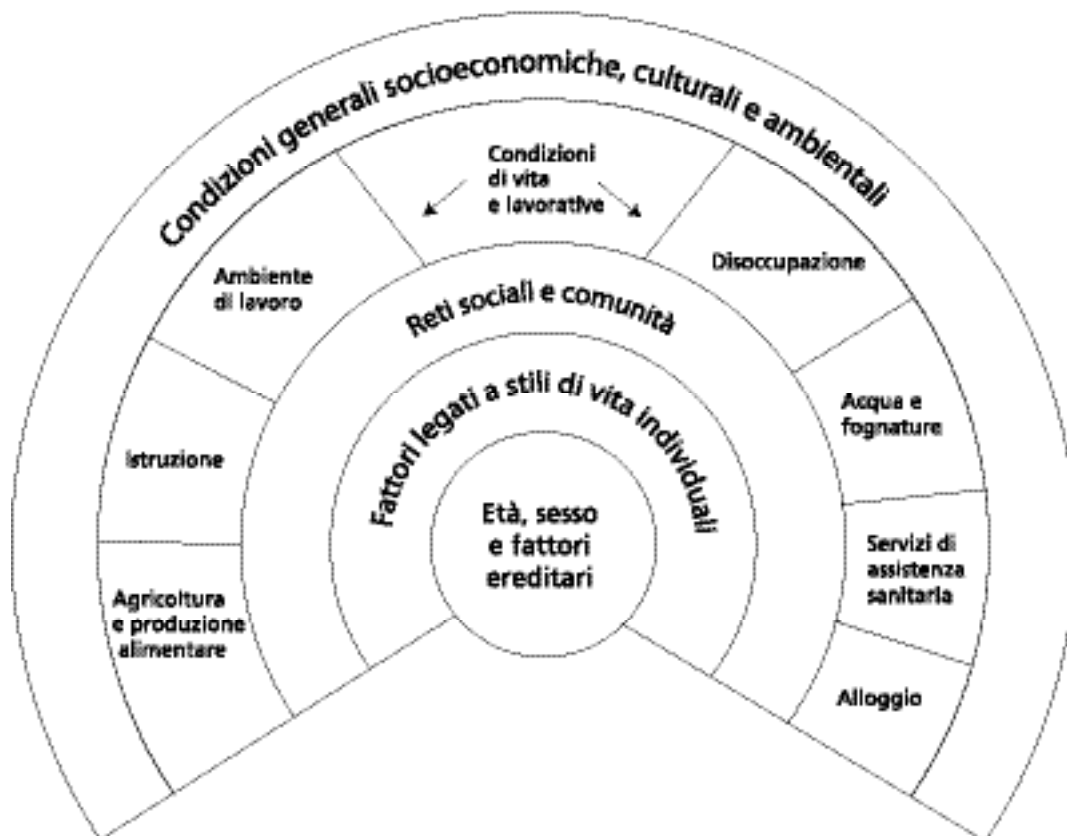 Condizioni generali socioeconomiche, culturali e ambientali
Condizioni
di vita
e lavorative
Ambiente
di lavoro
Disoccupazione
Reti sociali e comunità
Fattori legati a stili di vita individuali
Istruzione
Acqua e
fognature
Età, sesso
e fattori
ereditari
Servizi di
assistenza
sanitaria
Agricoltura
e produzione
alimentare
Alloggio